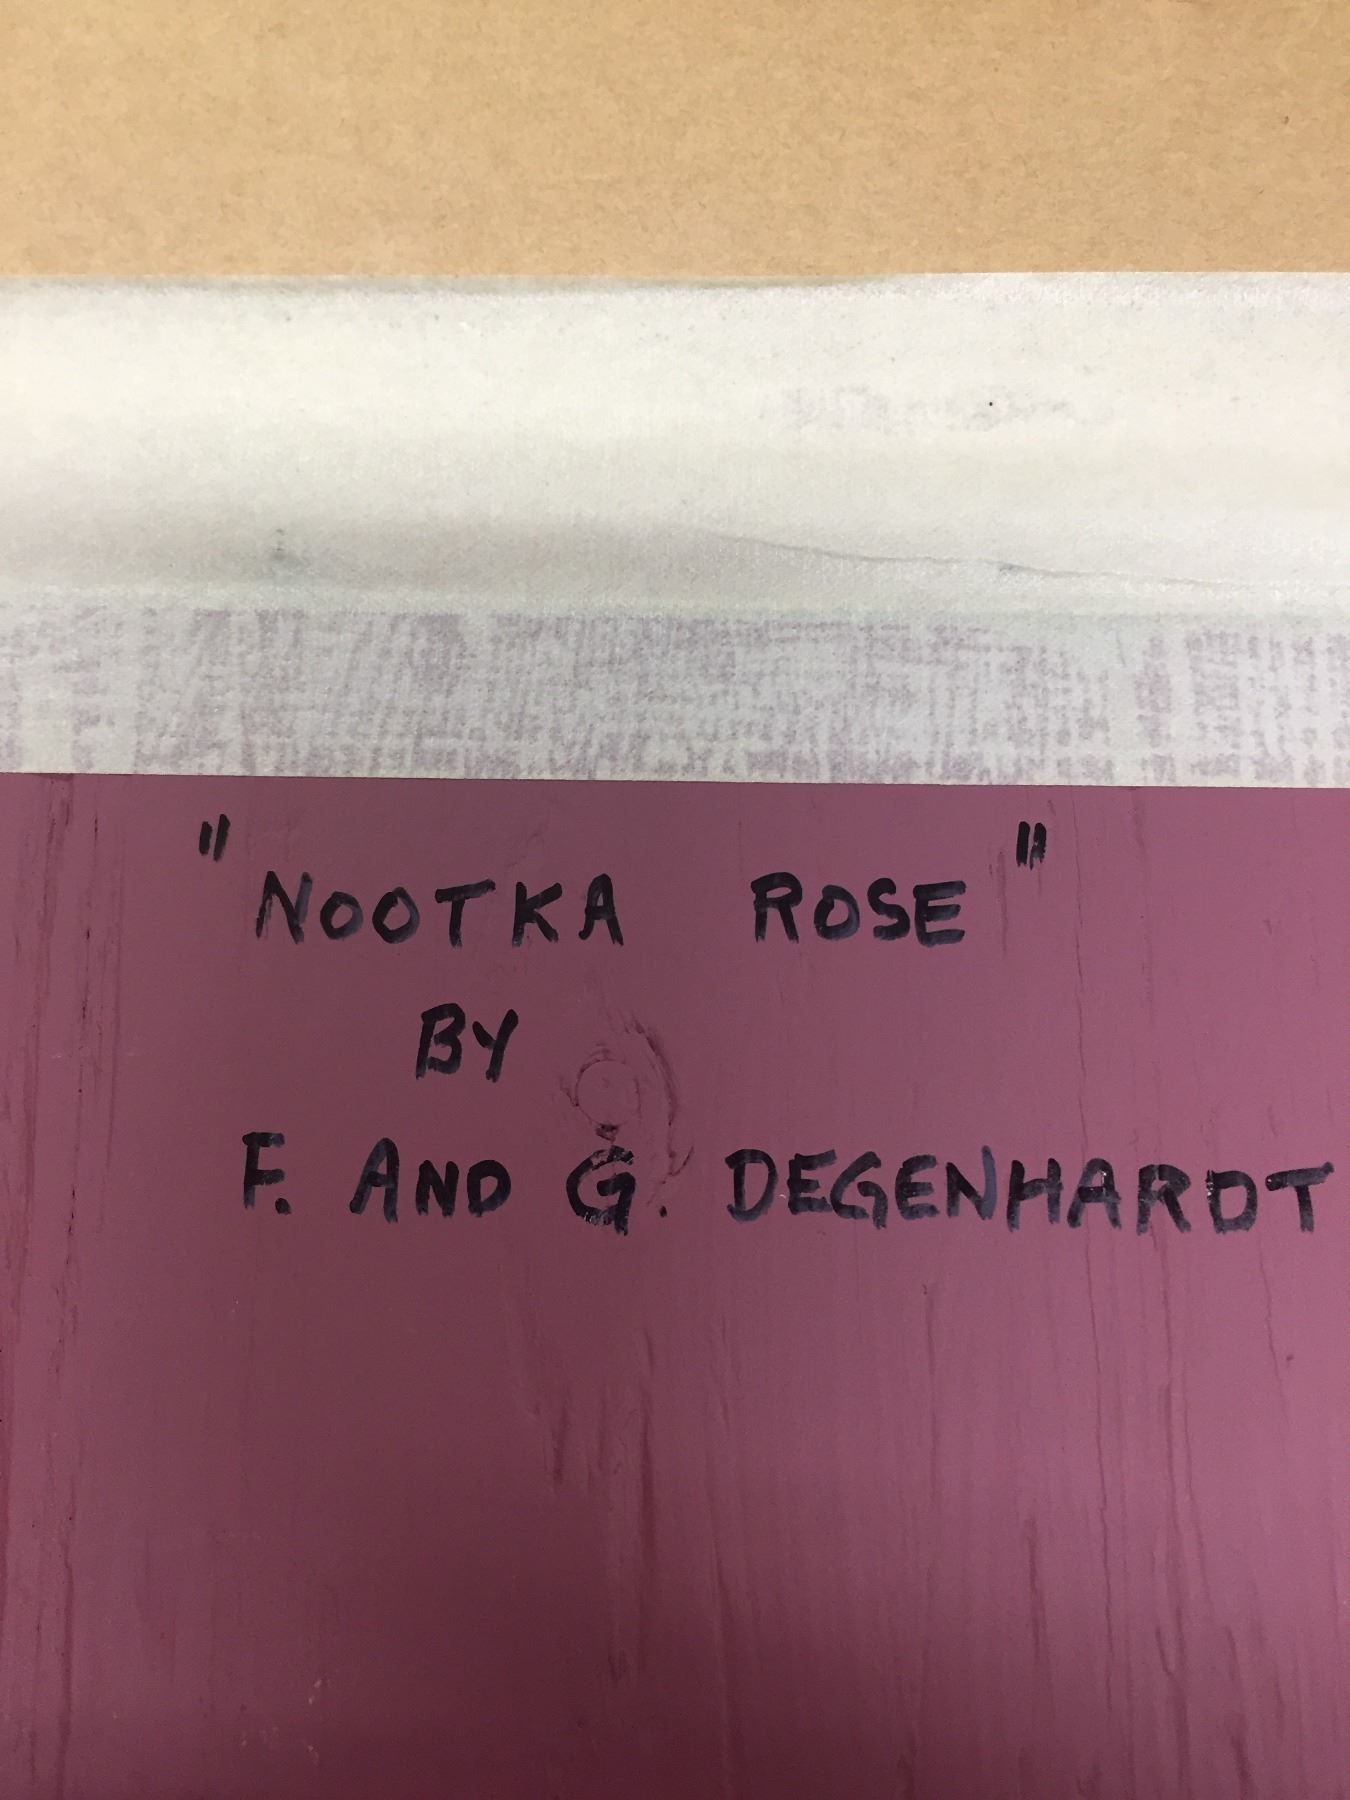 "NOOTKA ROSE"
BY
F. AND G. DEGENHARDT